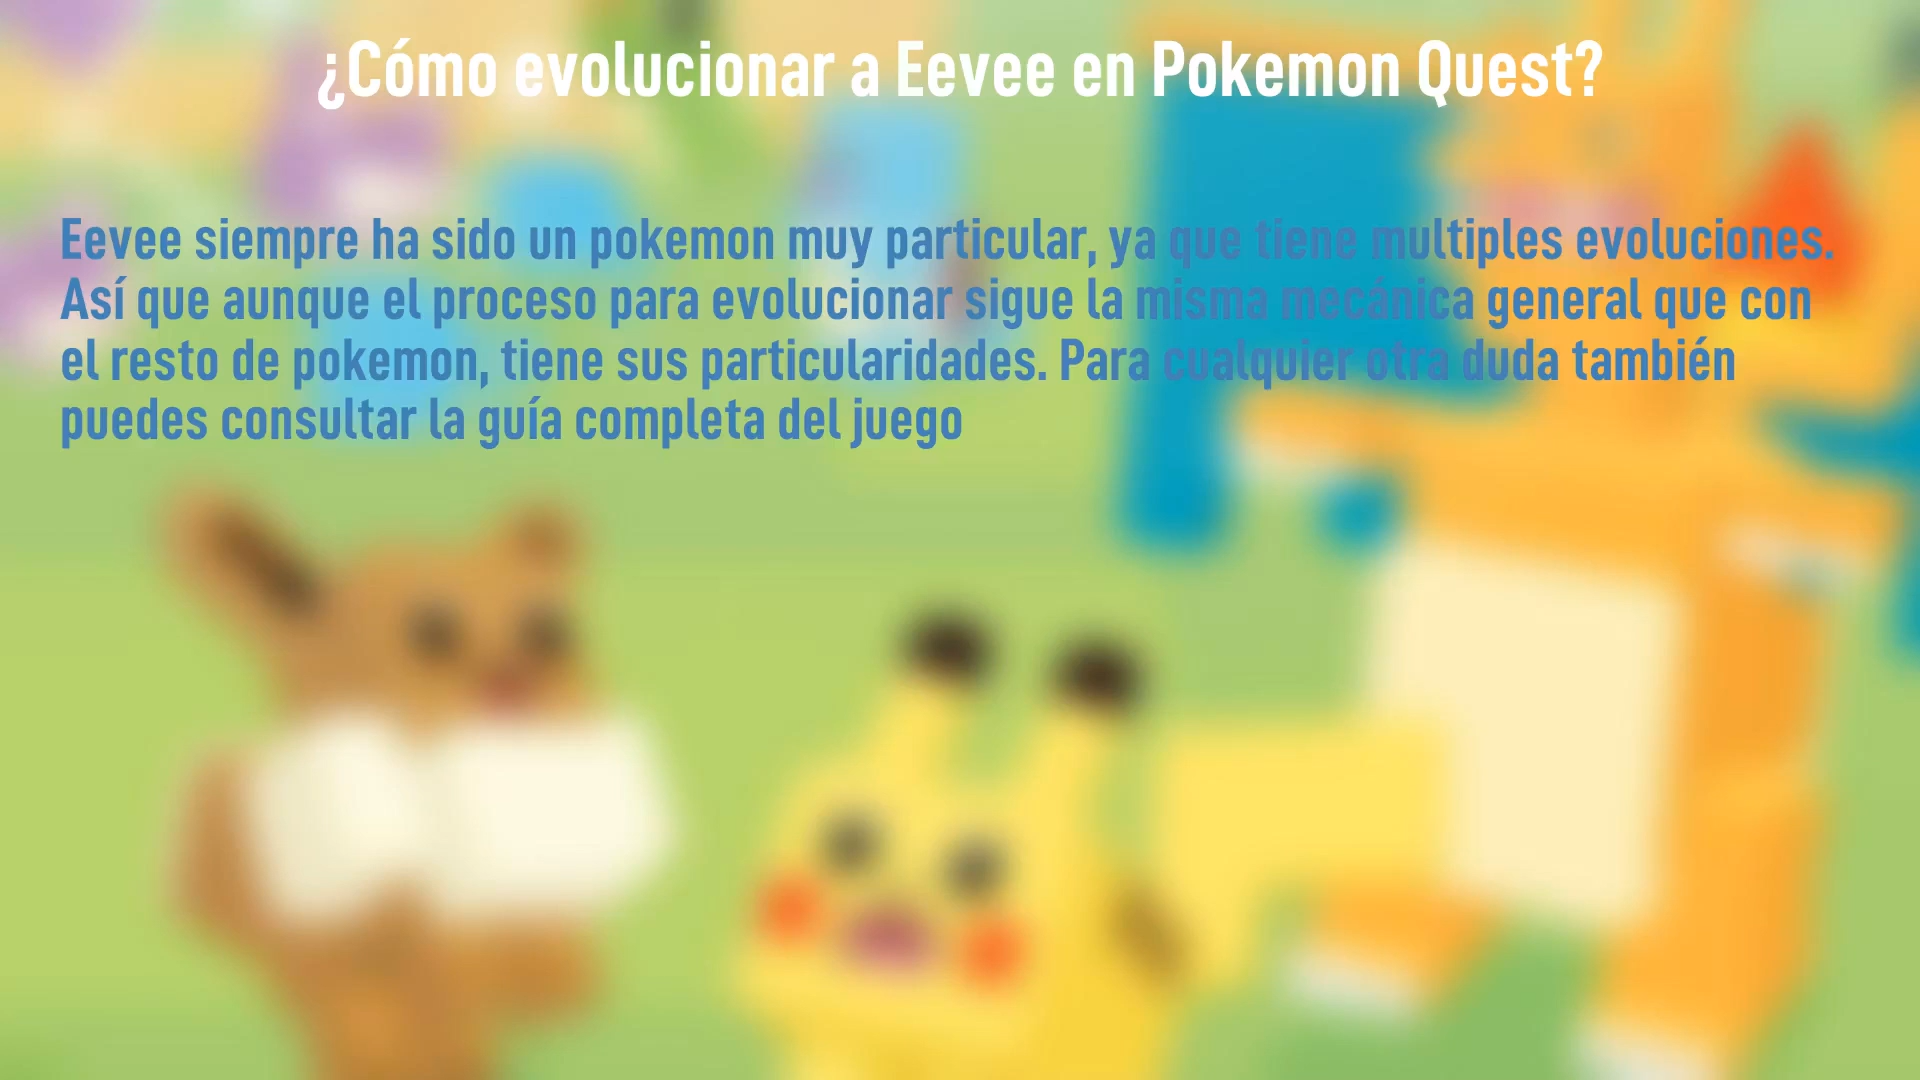 ¿Cómo evolucionar a Eevee en Pokemon Quest?
Eevee siempre ha sido un pokemon muy particular, ya que tiene multiples evoluciones.
Así que aunque el proceso para evolucionar sigue la misma mecánica general que con
el resto de pokemon, tiene sus particularidades. Para cualquier otra duda también
puedes consultar la guía completa del juego